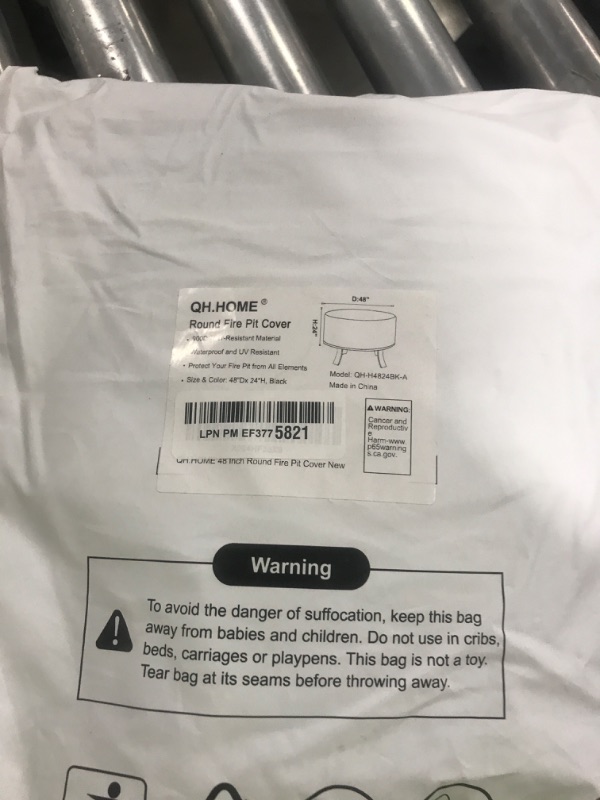 QH.HOME®
Round Fire Pit Cover
-Resistant Material
and UV Resistant
• Protect Your Fire Pit from All Elements
• Size & Color: 48"Dx 24"H, Black
D:48"
H:24"
Model: QH-H4824BK-A
Made in China
LPN PM EF377 5821
48 inch Round Fire Pit Cover New
⚠ WARNING:
Cancer and
Reproductiv
e
Harm-www.
p65warning
s.ca.gov.
Warning
To avoid the danger of suffocation, keep this bag
away from babies and children. Do not use in cribs,
beds, carriages or playpens. This bag is not a toy.
Tear bag at its seams before throwing away.